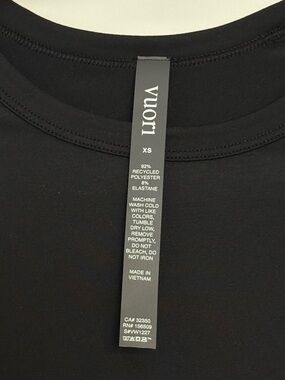 vuori
XS
92%
RECYCLED
POLYESTER
8%
ELASTANE
MACHINE
WASH COLD
WITH LIKE
COLORS,
TUMBLE
DRY LOW,
REMOVE
PROMPTLY,
DO NOT
BLEACH, DO
NOT IRON
MADE IN
VIETNAM
CA# 32350
RN# 156509
S#VW1227